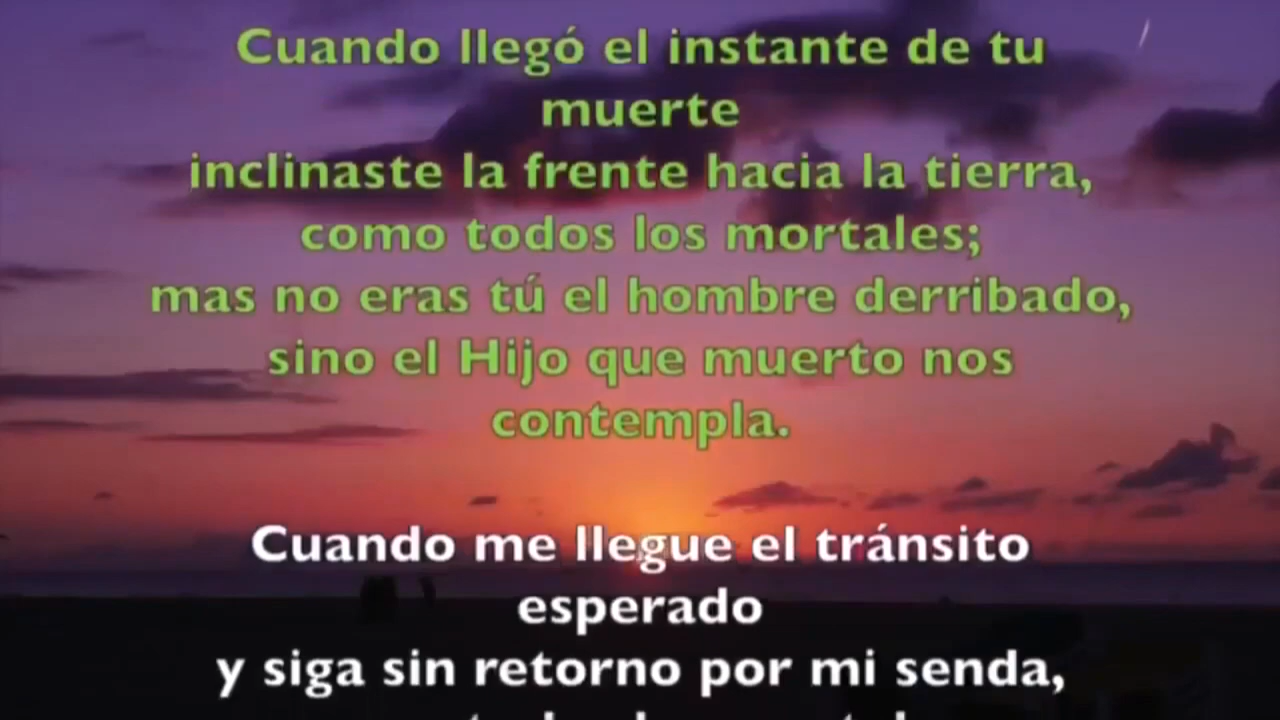 Cuando llegó el instante de tu
muerte
inclinaste la frente hacia la tierra,
como todos los mortales;
mas no eras tú el hombre derribado,
sino el Hijo que muerto nos
contempla.
Cuando me llegue el tránsito
esperado
y siga sin retorno por mi senda,